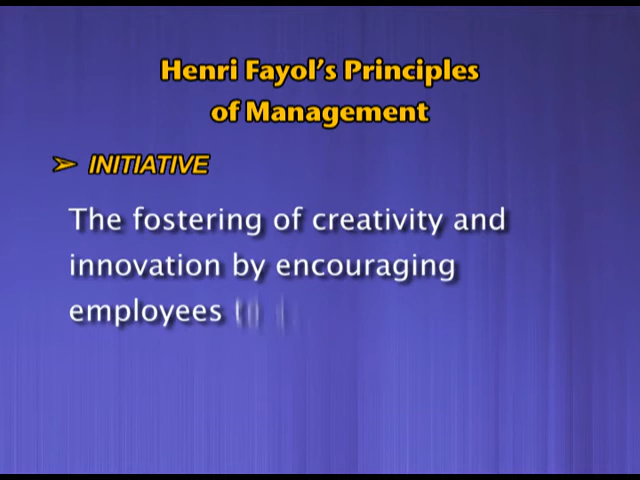 Henri Fayol's Principles
of Management
➢ INITIATIVE
The fostering of creativity and
innovation by encouraging
employees